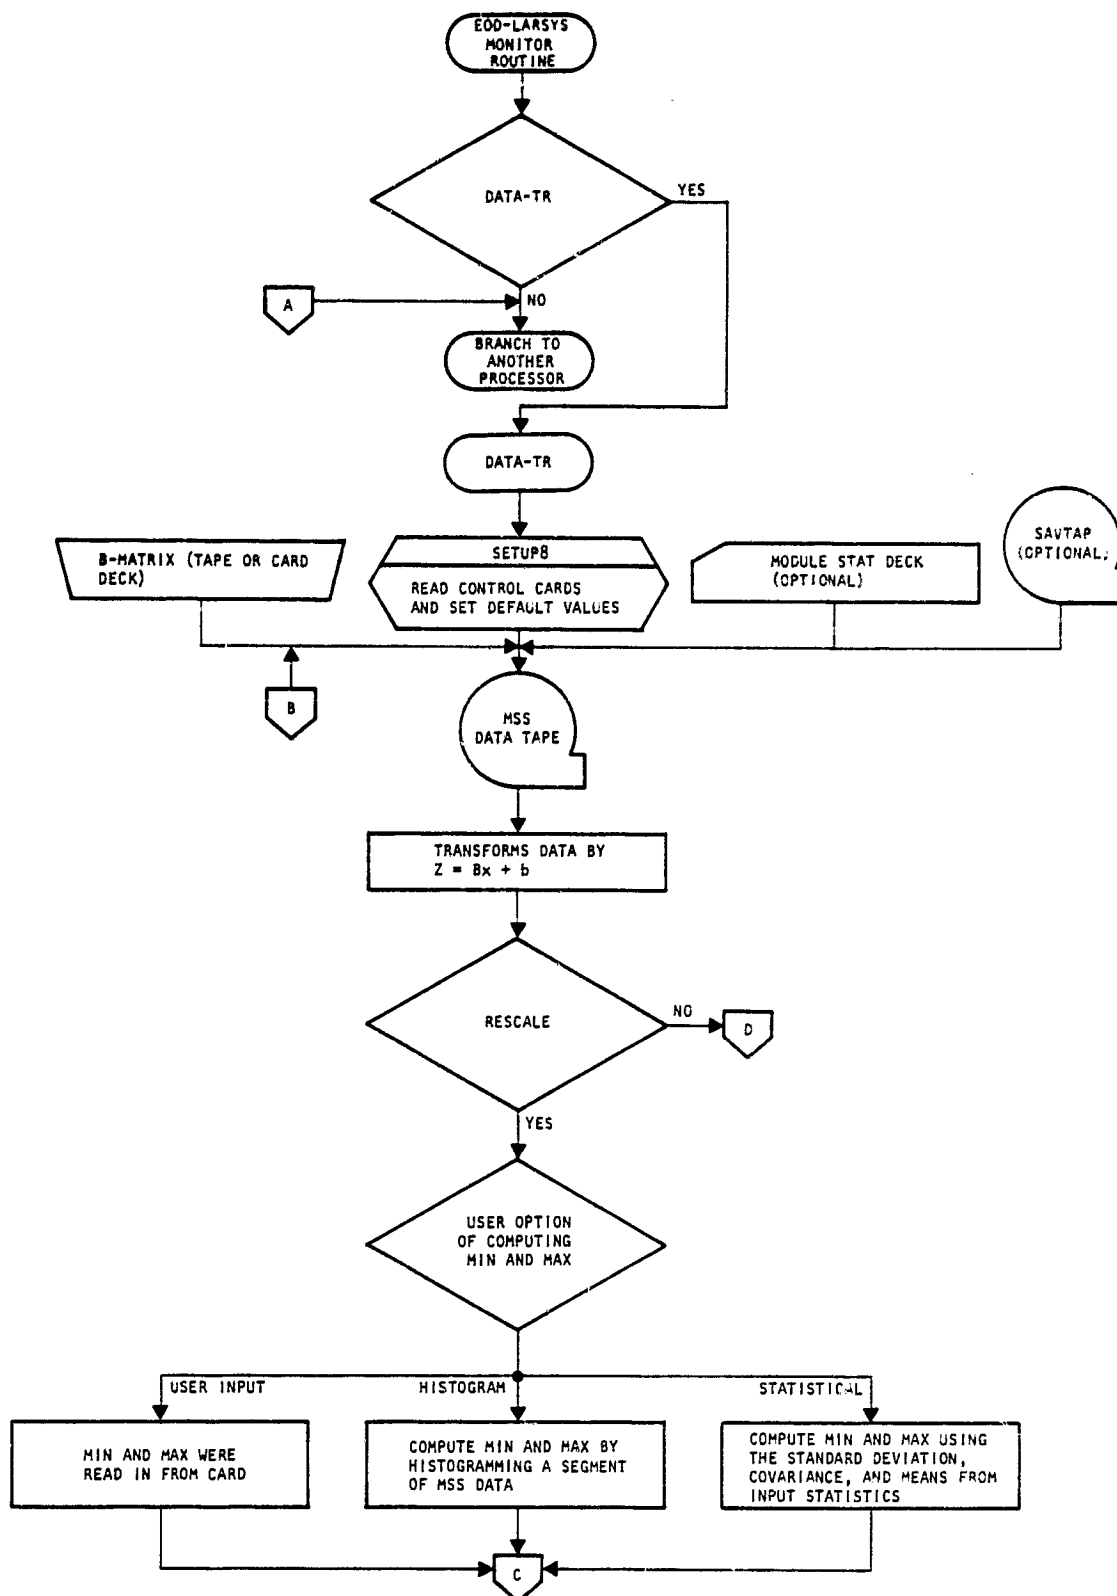 EOD-LARSYS
MONITOR
ROUTINE
DATA-TR
YES
A
NO
BRANCH TO
ANOTHER
PROCESSOR
DATA-TR
B-MATRIX (TAPE OR CARD
DECK)
SETUP8
READ CONTROL CARDS
AND SET DEFAULT VALUES
MODULE STAT DECK
(OPTIONAL)
SAVTAP
(OPTIONAL;
B
MSS
DATA TAPE
TRANSFORMS DATA BY
Z = Bx + b
RESCALE
NO
D
YES
USER OPTION
OF COMPUTING
MIN AND MAX
USER INPUT
HISTOGRAM
STATISTICAL
MIN AND MAX WERE
READ IN FROM CARD
COMPUTE MIN AND MAX BY
HISTOGRAMMING A SEGMENT
OF MSS DATA
COMPUTE MIN AND MAX USING
THE STANDARD DEVIATION,
COVARIANCE, AND MEANS FROM
INPUT STATISTICS
C